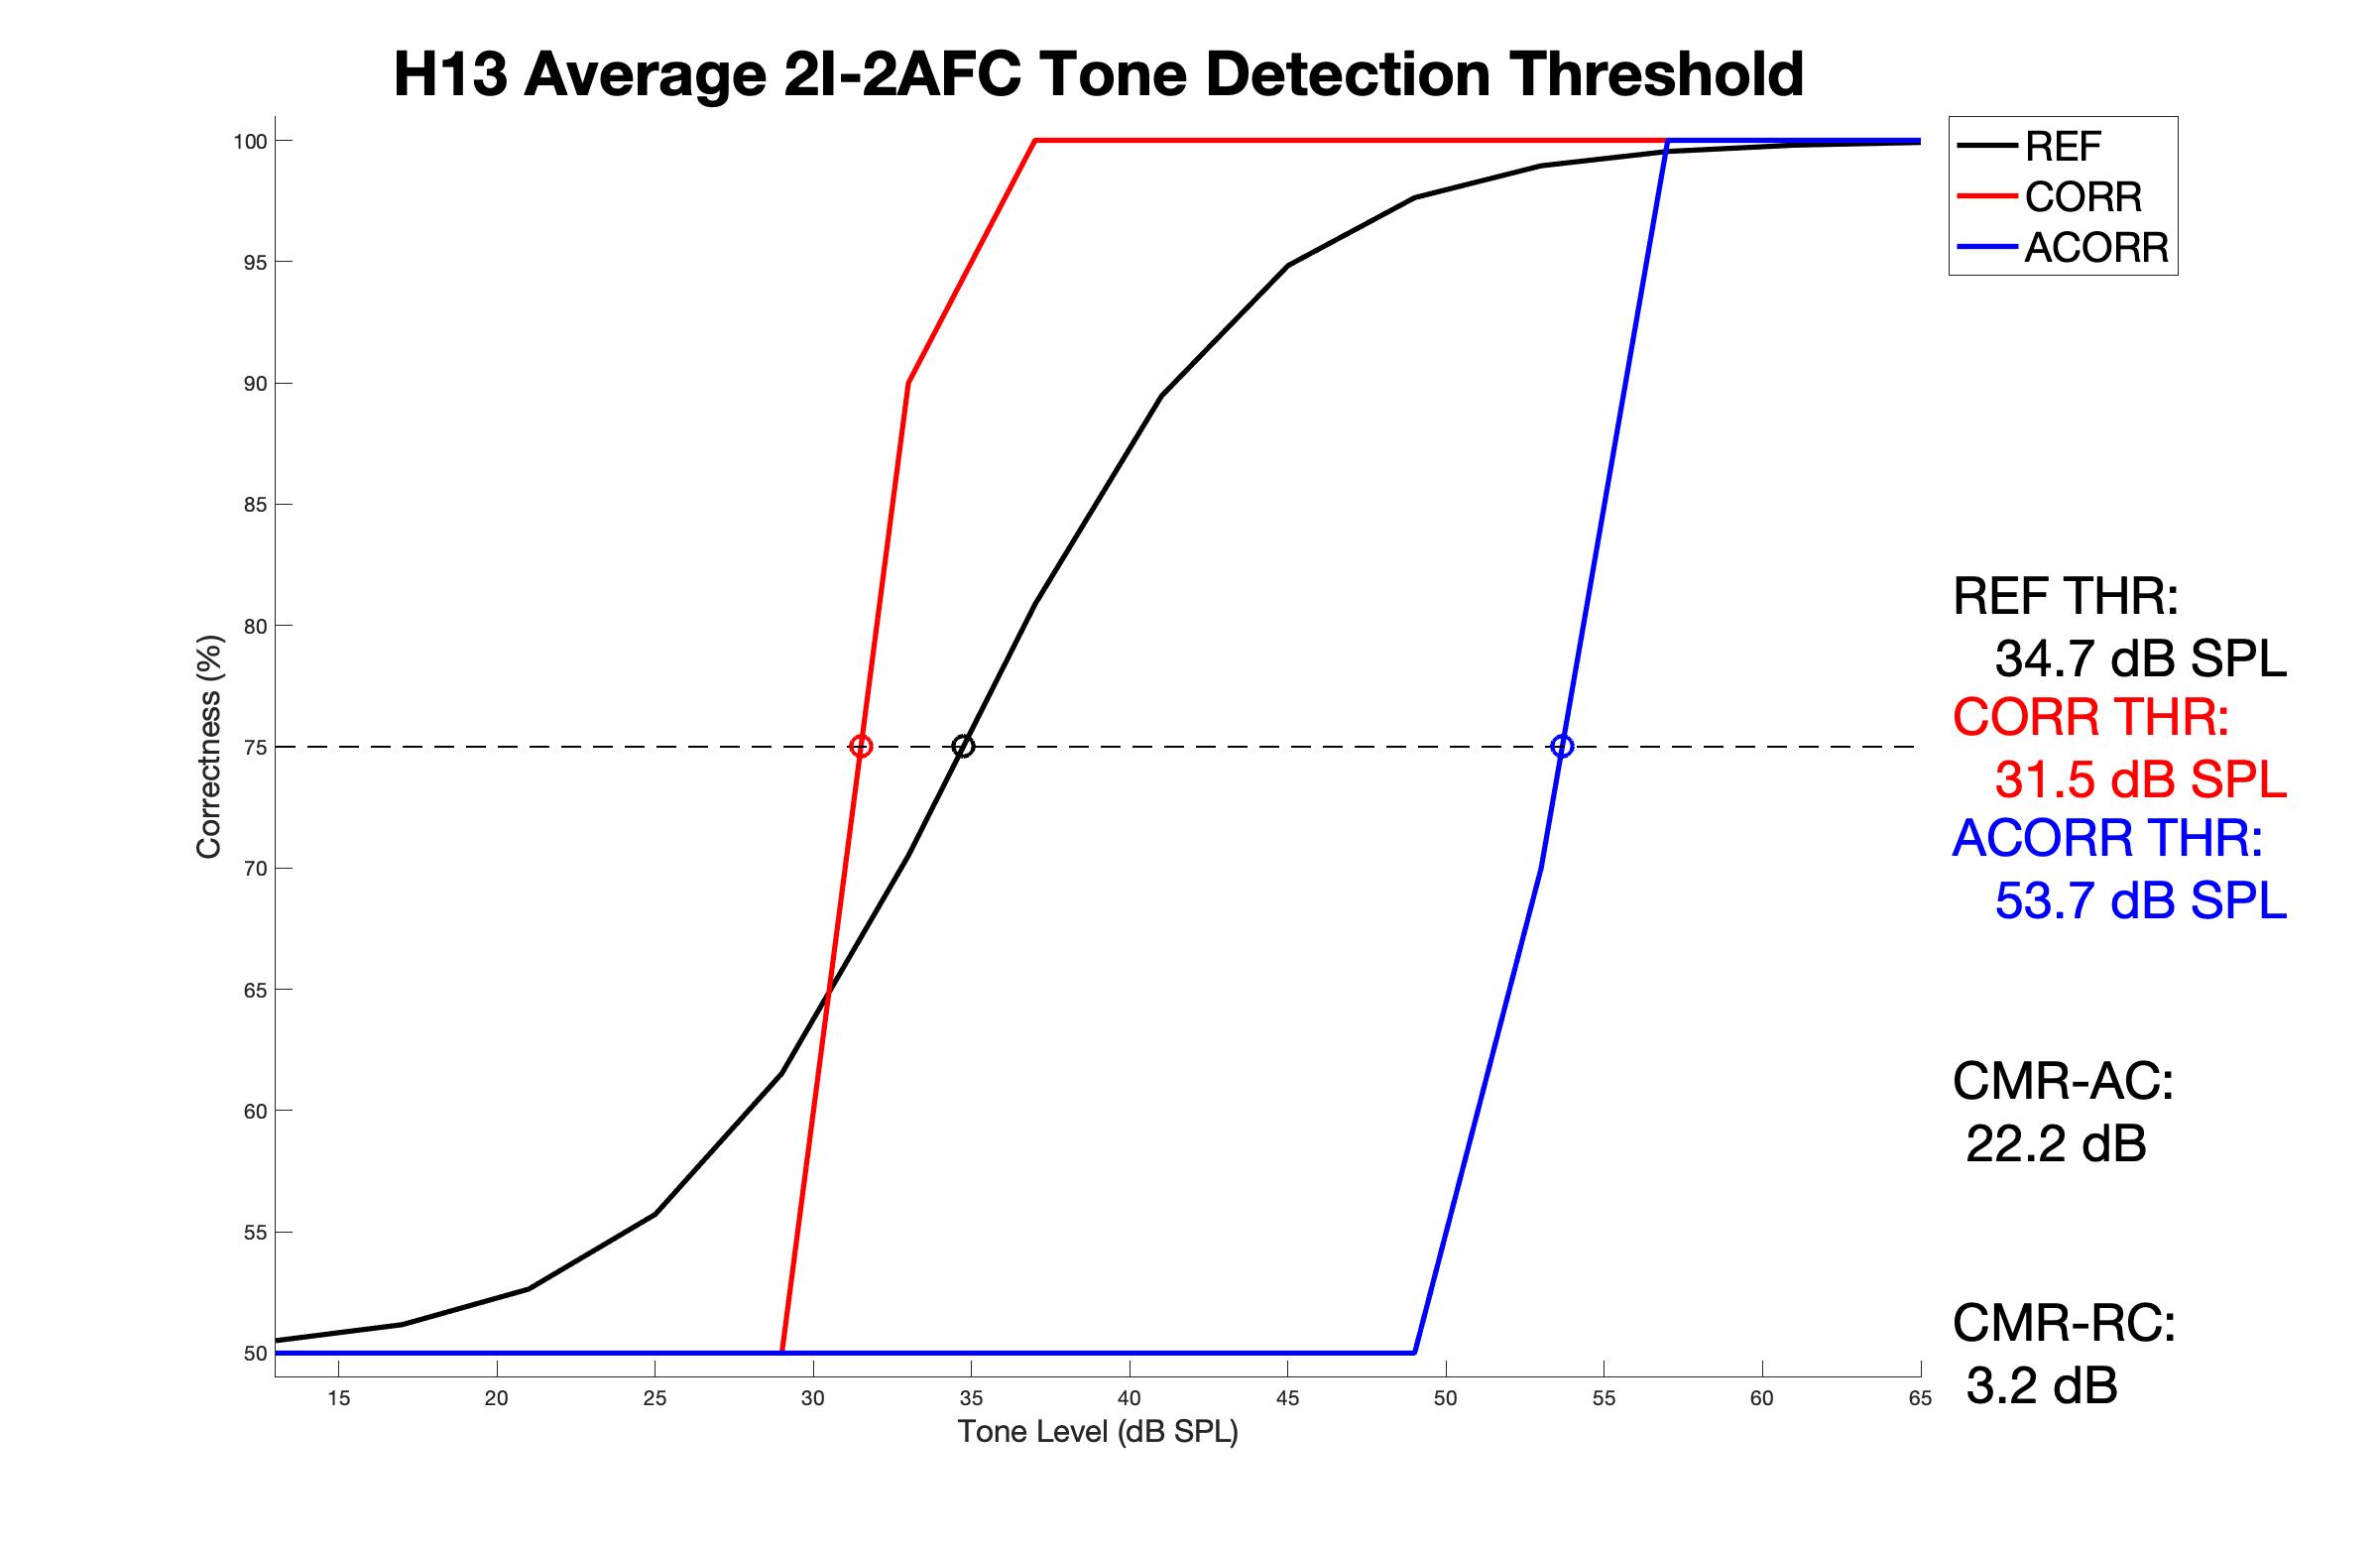 H13 Average 2I-2AFC Tone Detection Threshold
REF
CORR
ACORR
100
95
90
85
80
75
70
65
60
55
50
Correctness (%)
15 20 25 30 35 40 45 50 55 60 65
Tone Level (dB SPL)
REF THR:
34.7 dB SPL
CORR THR:
31.5 dB SPL
ACORR THR:
53.7 dB SPL
CMR-AC:
22.2 dB
CMR-RC:
3.2 dB